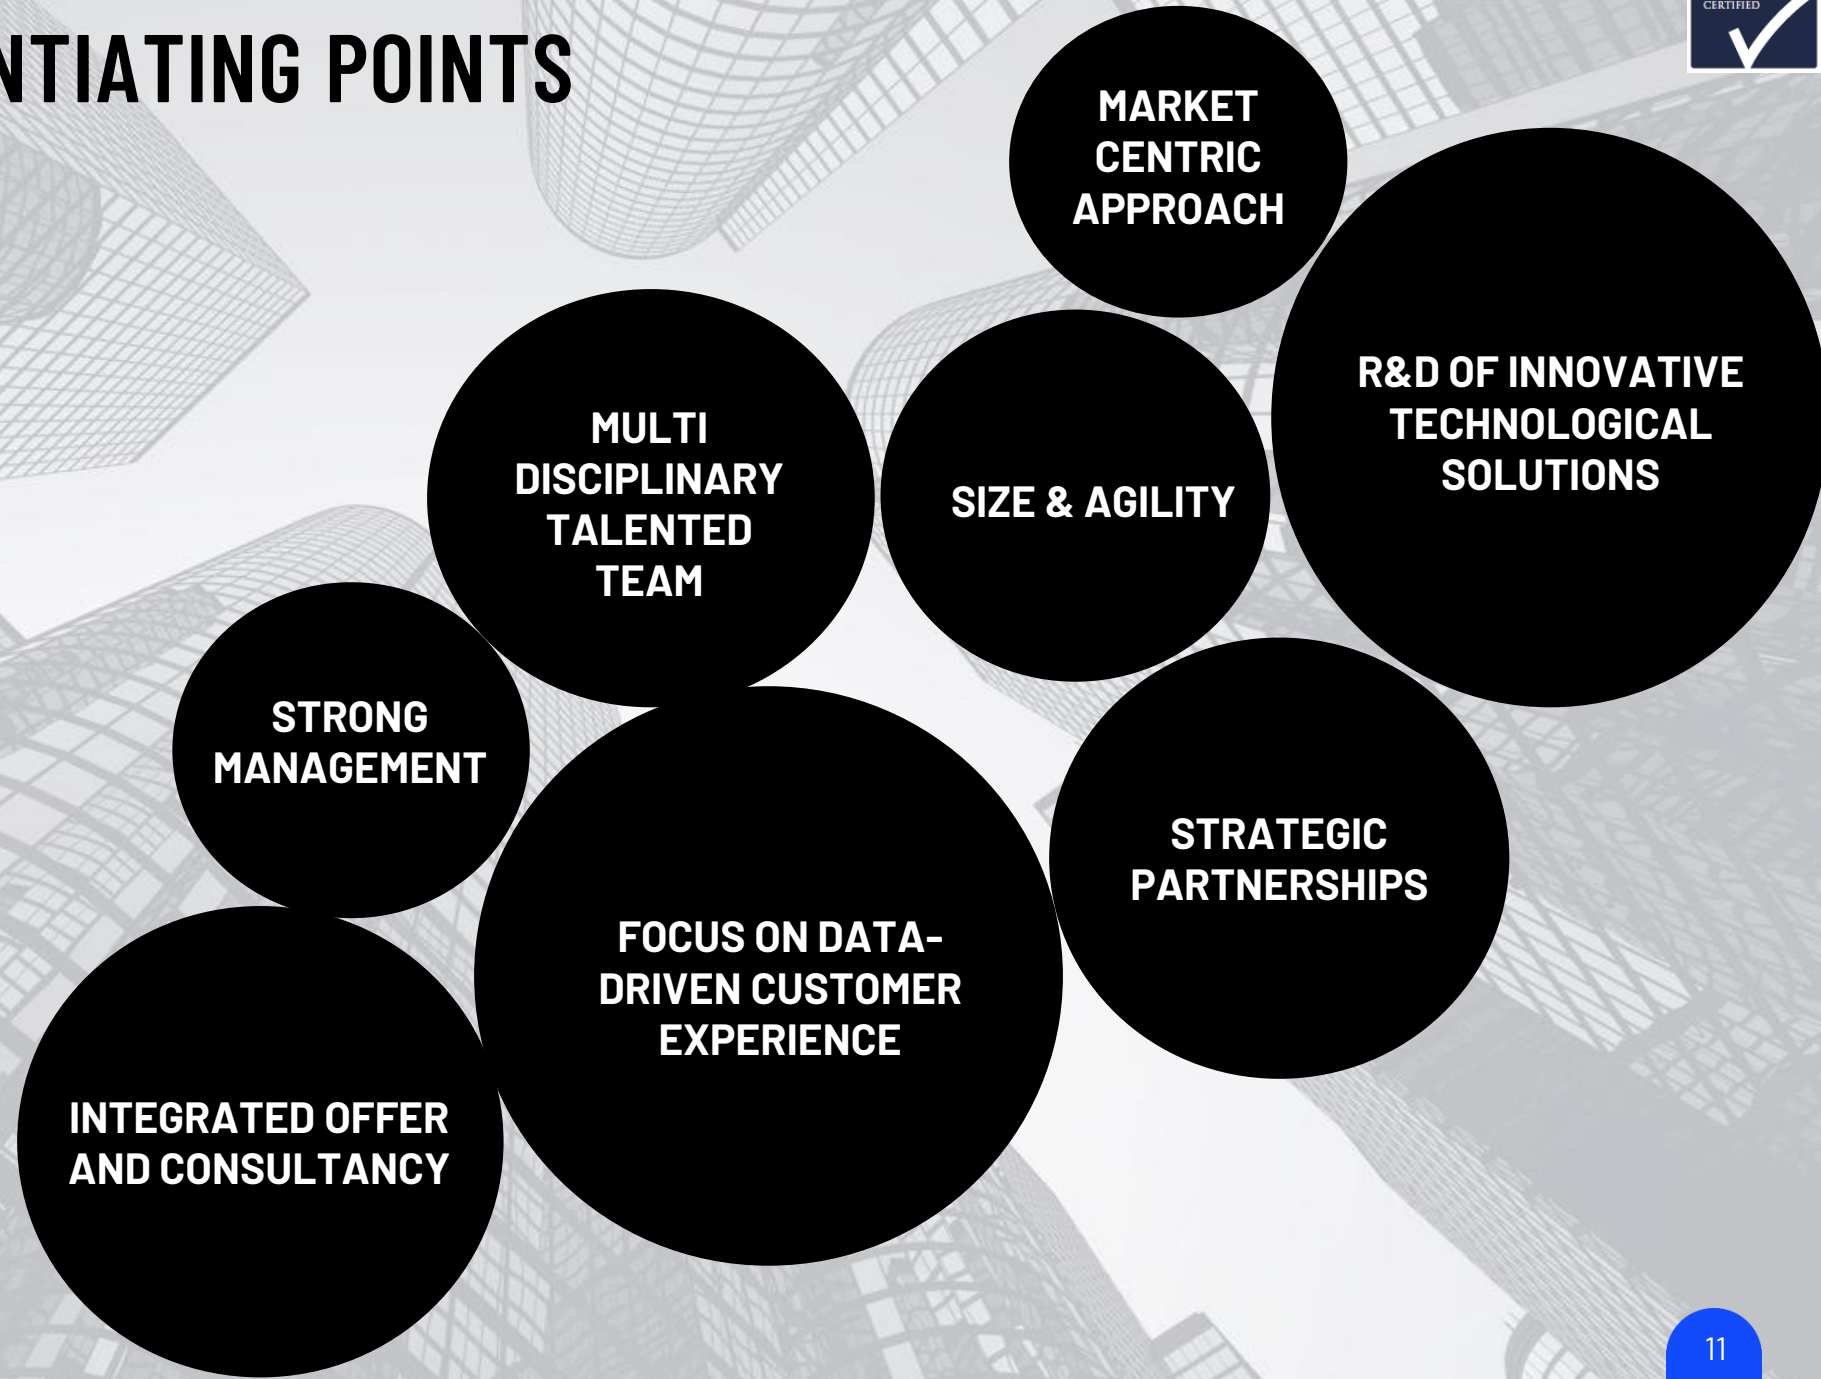 NTIATING POINTS
CERTIFIED
MARKET
CENTRIC
APPROACH
R&D OF INNOVATIVE
TECHNOLOGICAL
SOLUTIONS
MULTI
DISCIPLINARY
TALENTED
TEAM
SIZE & AGILITY
STRONG
MANAGEMENT
STRATEGIC
PARTNERSHIPS
FOCUS ON DATA-
DRIVEN CUSTOMER
EXPERIENCE
INTEGRATED OFFER
AND CONSULTANCY
11